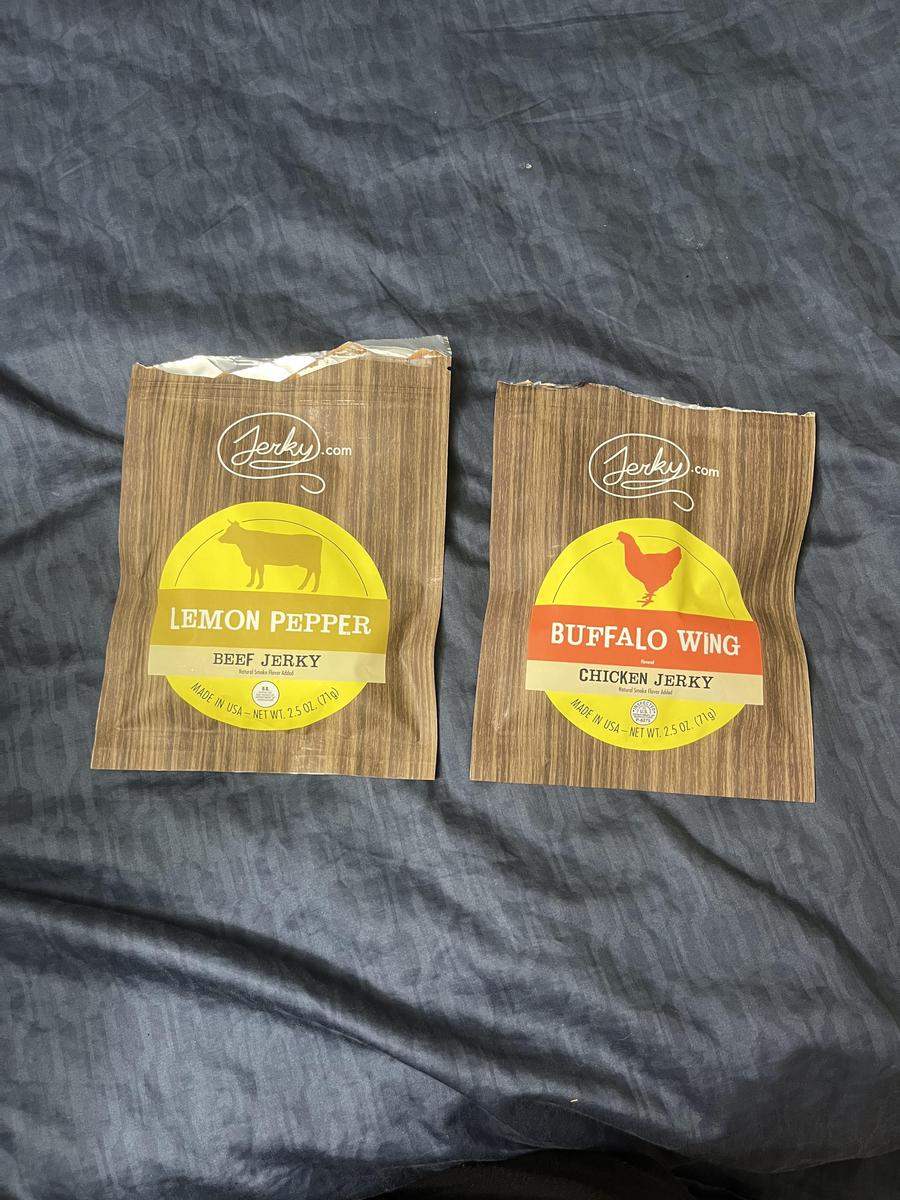 Jerky.com
LEMON PEPPER
BEEF JERKY
Natural Smoke Flavor Added
MADE IN USA – NET WT. 2.5 OZ. (71g)
Jerky.com
BUFFALO WING
flavored
CHICKEN JERKY
Natural Smoke Flavor Added
MADE IN USA – NET WT. 2.5 OZ. (71g)